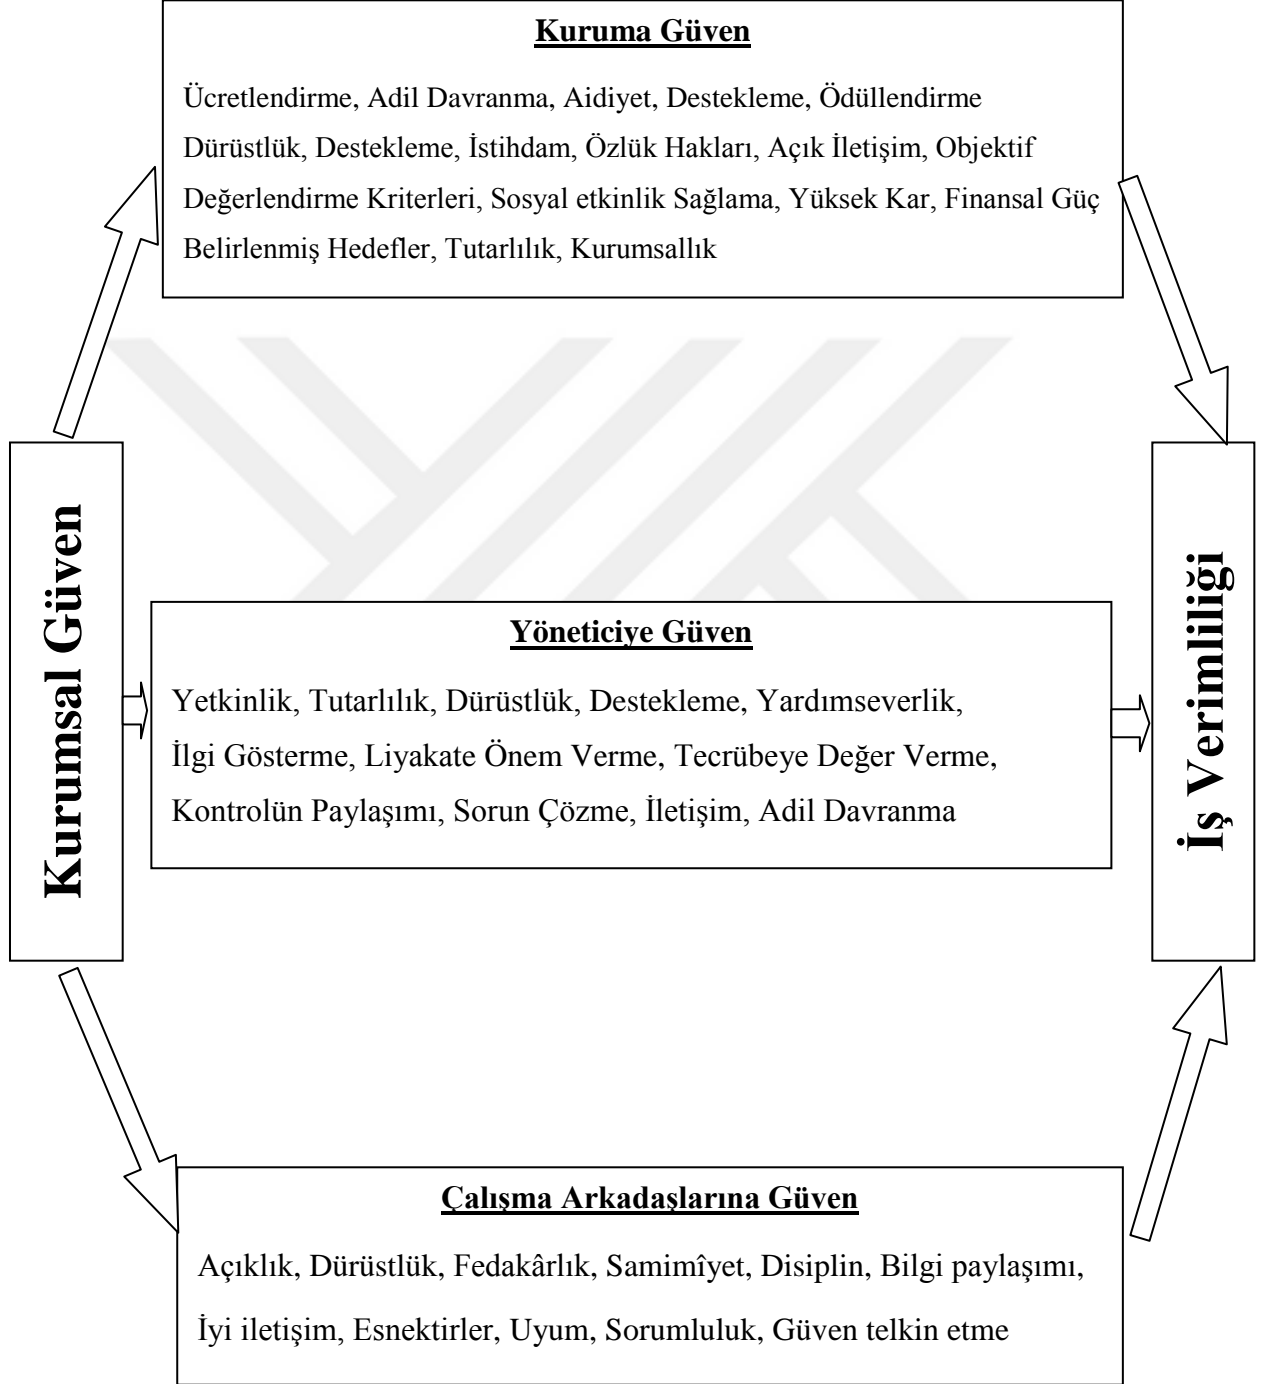 Kuruma Güven
Ücretlendirme, Adil Davranma, Aidiyet, Destekleme, Ödüllendirme
Dürüstlük, Destekleme, İstihdam, Özlük Hakları, Açık İletişim, Objektif
Değerlendirme Kriterleri, Sosyal etkinlik Sağlama, Yüksek Kar, Finansal Güç
Belirlenmiş Hedefler, Tutarlılık, Kurumsallık
Kurumsal Güven
Yöneticiye Güven
Yetkinlik, Tutarlılık, Dürüstlük, Destekleme, Yardımseverlik,
İlgi Gösterme, Liyakate Önem Verme, Tecrübeye Değer Verme,
Kontrolün Paylaşımı, Sorun Çözme, İletişim, Adil Davranma
İş Verimliliği
Çalışma Arkadaşlarına Güven
Açıklık, Dürüstlük, Fedakârlık, Samimîyet, Disiplin, Bilgi paylaşımı,
İyi iletişim, Esnektirler, Uyum, Sorumluluk, Güven telkin etme